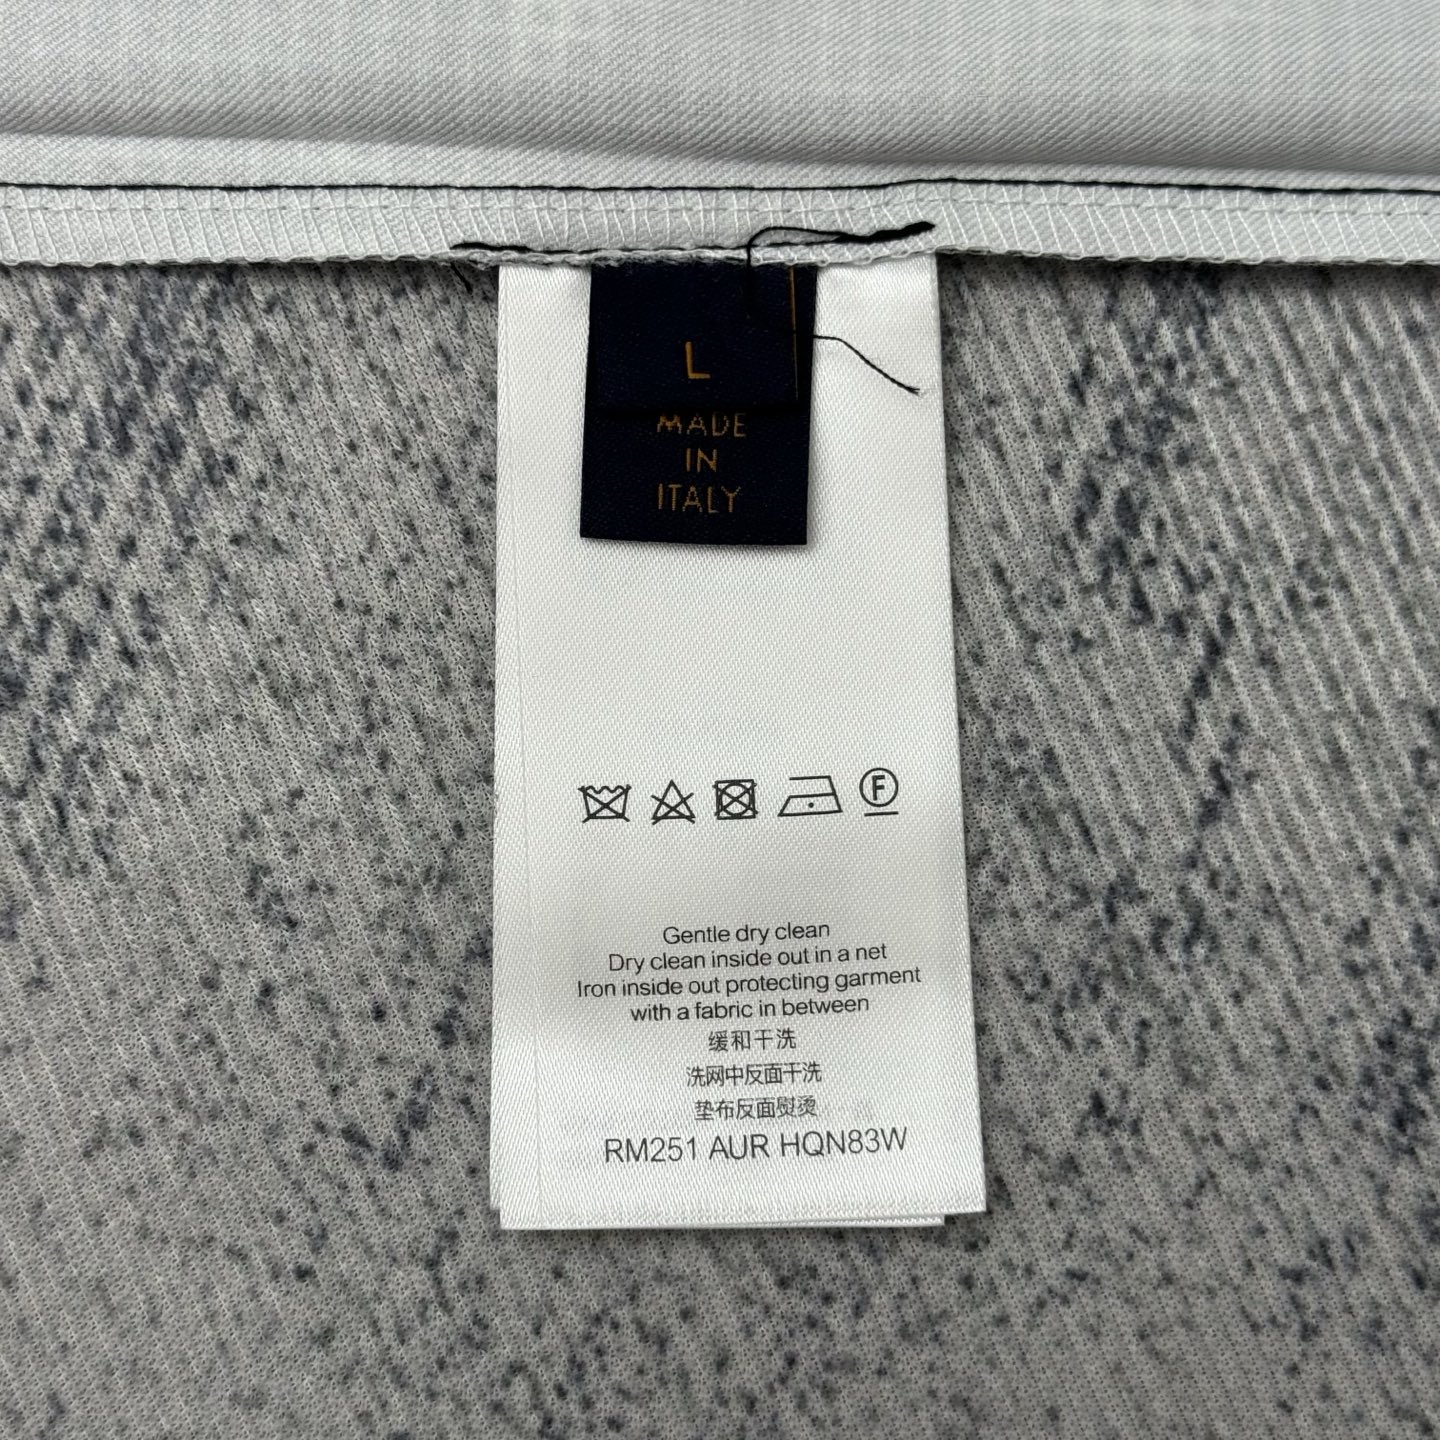 L
MADE
IN
ITALY
F
Gentle dry clean
Dry clean inside out in a net
Iron inside out protecting garment
with a fabric in between
缓和干洗
洗网中反面干洗
垫布反面熨烫
RM251 AUR HQN83W